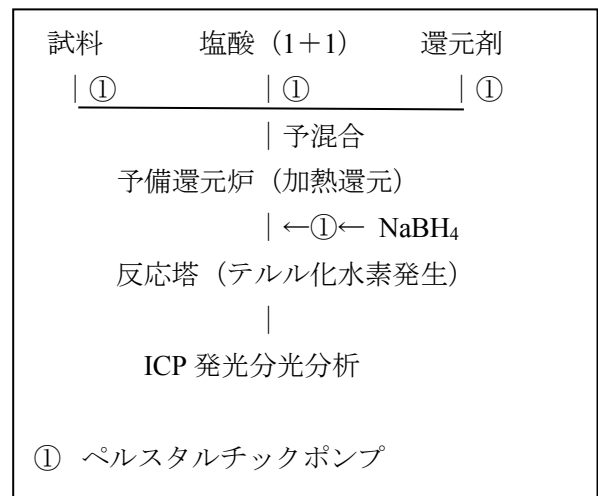 試料 塩酸（1＋1） 還元剤
｜① ｜① ｜①
｜予混合
予備還元炉（加熱還元）
｜←①← NaBH₄
反応塔（テルル化水素発生）
｜
ICP 発光分光分析
① ペルスタルチックポンプ